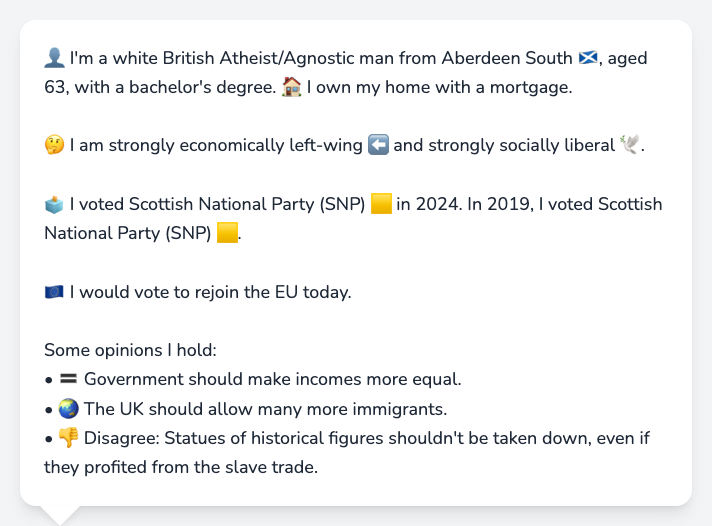 👤 I'm a white British Atheist/Agnostic man from Aberdeen South 🏴󠁧󠁢󠁳󠁣󠁴󠁿, aged
63, with a bachelor's degree. 🏠 I own my home with a mortgage.
🤔 I am strongly economically left-wing ⬅️ and strongly socially liberal 🕊️.
🗳️ I voted Scottish National Party (SNP) 🟨 in 2024. In 2019, I voted Scottish
National Party (SNP) 🟨.
🇪🇺 I would vote to rejoin the EU today.
Some opinions I hold:
• 🟰 Government should make incomes more equal.
• 🌏 The UK should allow many more immigrants.
• 👎 Disagree: Statues of historical figures shouldn't be taken down, even if
they profited from the slave trade.